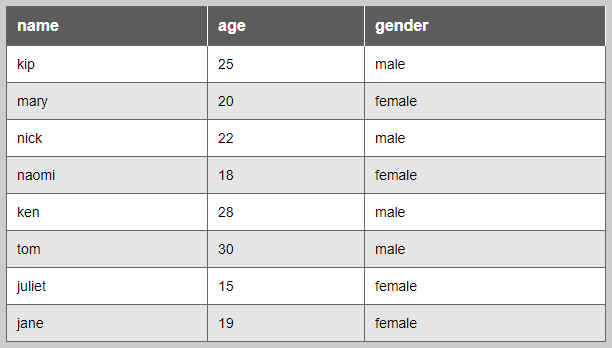 name age gender
kip 25 male
mary 20 female
nick 22 male
naomi 18 female
ken 28 male
tom 30 male
juliet 15 female
jane 19 female